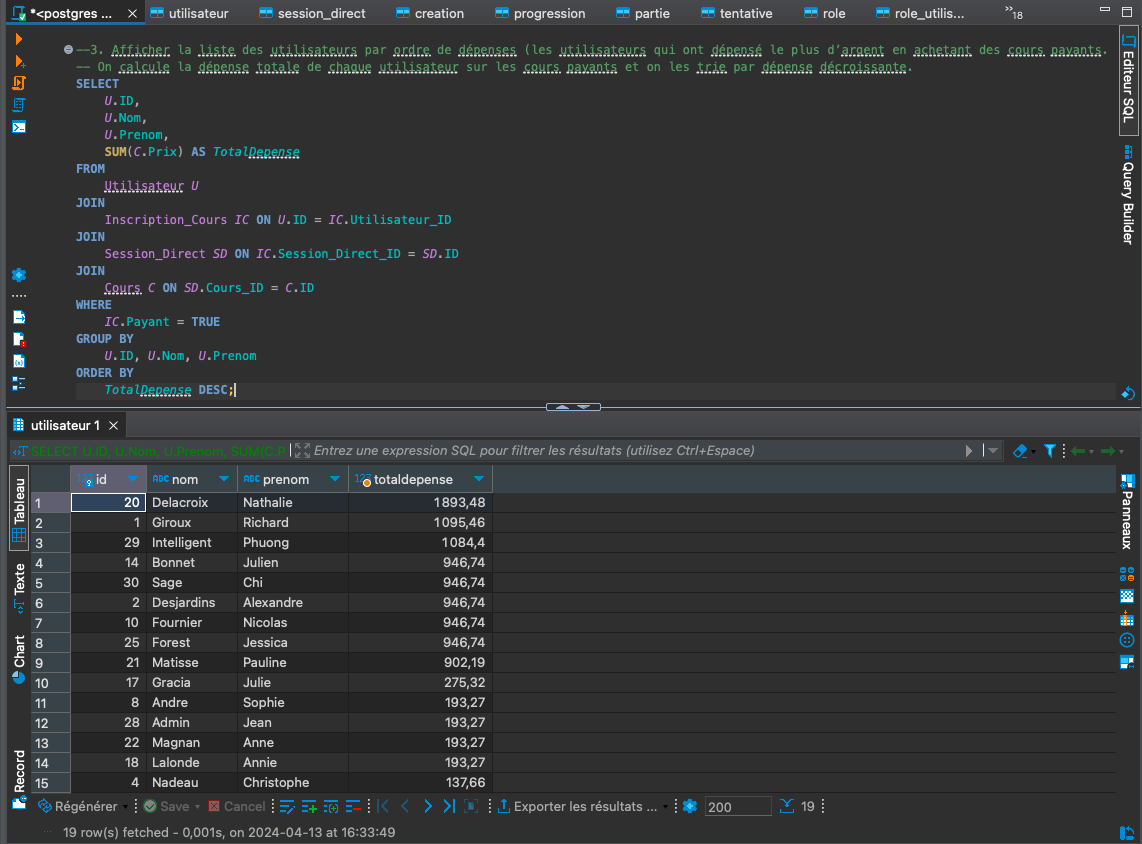 *<postgres ...
utilisateur
session_direct
creation
progression
partie
tentative
role
role_utilis...
»18
--3. Afficher la liste des utilisateurs par ordre de dépenses (les utilisateurs qui ont dépensé le plus d’argent en achetant des cours payants.
-- On calcule la dépense totale de chaque utilisateur sur les cours payants et on les trie par dépense décroissante.
SELECT
U.ID,
U.Nom,
U.Prenom,
SUM(C.Prix) AS TotalDepense
FROM
Utilisateur U
JOIN
Inscription_Cours IC ON U.ID = IC.Utilisateur_ID
JOIN
Session_Direct SD ON IC.Session_Direct_ID = SD.ID
JOIN
Cours C ON SD.Cours_ID = C.ID
WHERE
IC.Payant = TRUE
GROUP BY
U.ID, U.Nom, U.Prenom
ORDER BY
TotalDepense DESC;
Editeur SQL
Query Builder
utilisateur 1
SELECT U.ID, U.Nom, U.Prenom, SUM(C.P
Entrez une expression SQL pour filtrer les résultats (utilisez Ctrl+Espace)
Tableau
Texte
Chart
Record
id ABC nom ABC prenom 123 totaldepense
1 20 Delacroix Nathalie 1 893,48
2 1 Giroux Richard 1 095,46
3 29 Intelligent Phuong 1 084,4
4 14 Bonnet Julien 946,74
5 30 Sage Chi 946,74
6 2 Desjardins Alexandre 946,74
7 10 Fournier Nicolas 946,74
8 25 Forest Jessica 946,74
9 21 Matisse Pauline 902,19
10 17 Gracia Julie 275,32
11 8 Andre Sophie 193,27
12 28 Admin Jean 193,27
13 22 Magnan Anne 193,27
14 18 Lalonde Annie 193,27
15 4 Nadeau Christophe 137,66
Panneaux
Régénérer
Save
Cancel
Exporter les résultats ...
200
19
19 row(s) fetched - 0,001s, on 2024-04-13 at 16:33:49